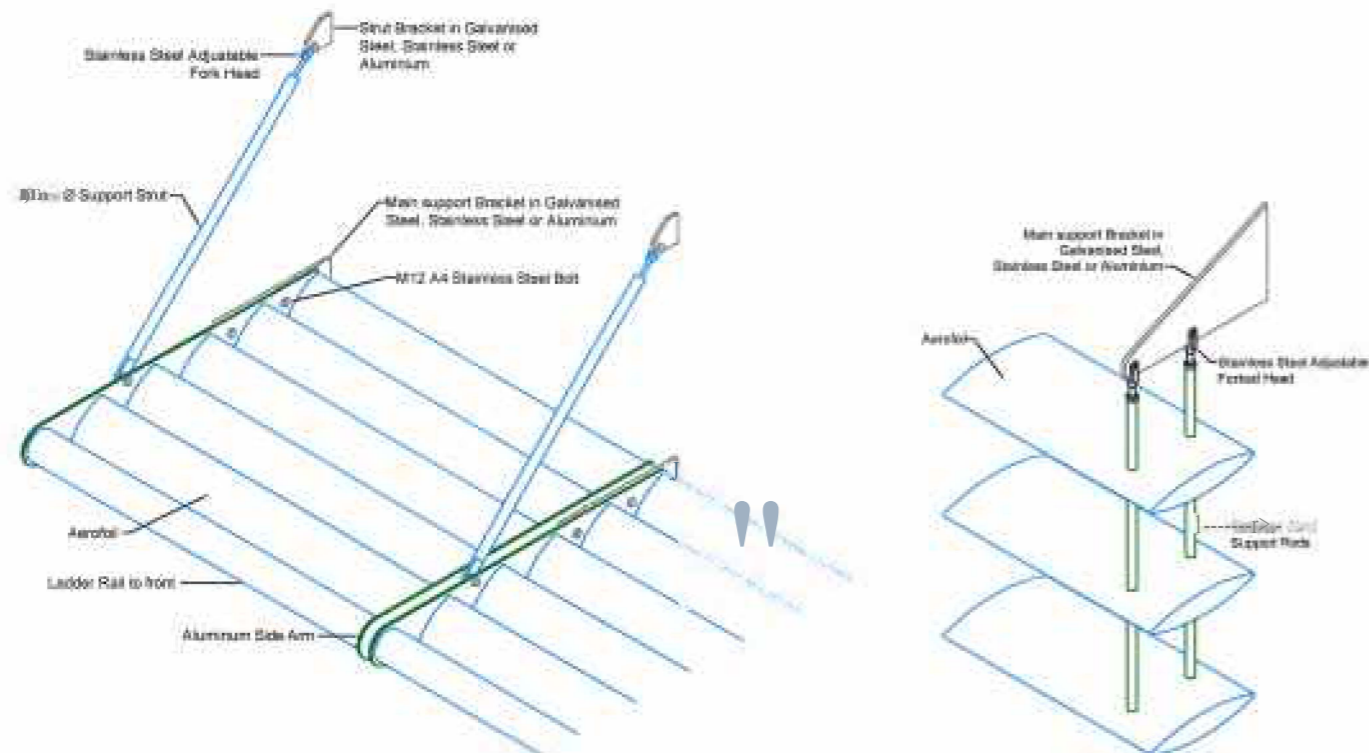 Strut Bracket in Galvanised
Steel, Stainless Steel or
Aluminium
Stainless Steel Adjustable
Fork Head
Ø Support Strut
Main support Bracket in Galvanised
Steel, Stainless Steel or Aluminium
M12 A4 Stainless Steel Bolt
Aerofoil
Ladder Rail to front
Aluminum Side Arm
"
Main support Bracket in
Galvanised Steel,
Stainless Steel or Aluminium
Aerofoil
Stainless Steel Adjustable
Forked Head
Support Rods